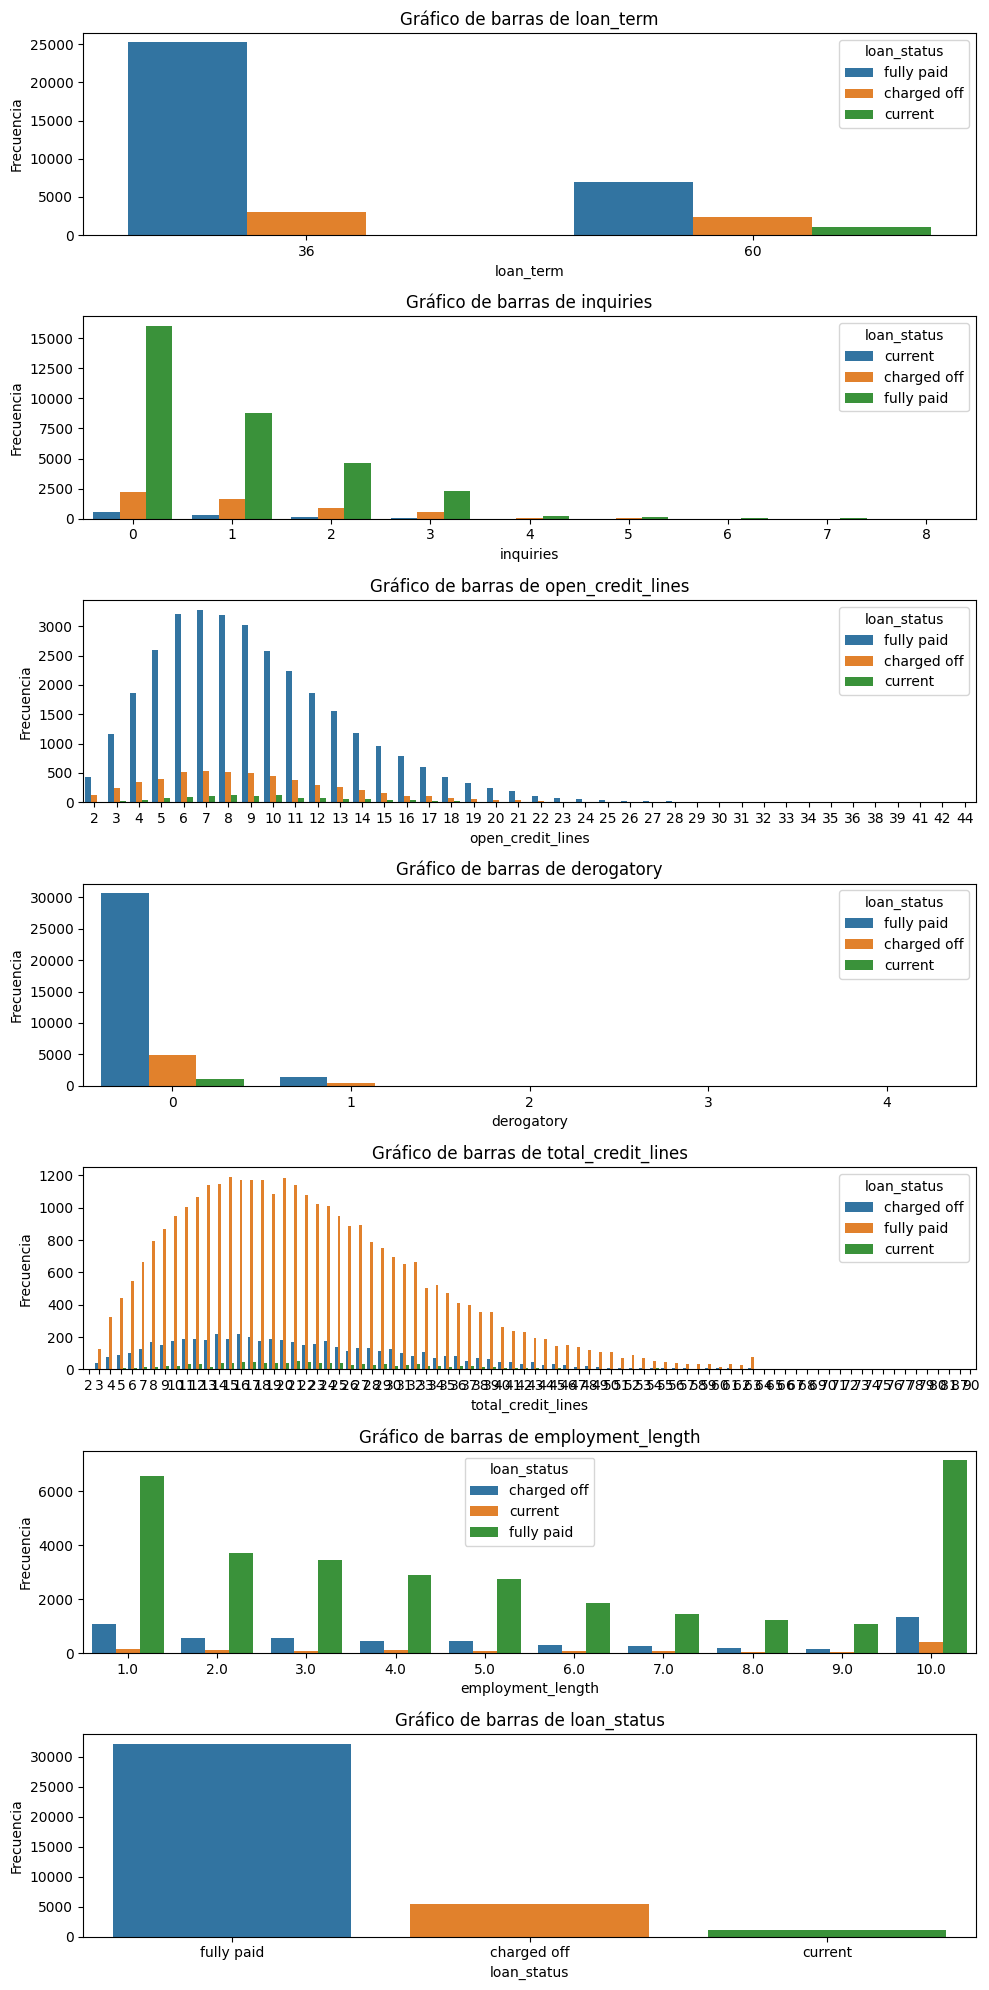 Gráfico de barras de loan_term
25000
20000
15000
10000
5000
0
Frecuencia
loan_status
fully paid
charged off
current
36 60
loan_term
Gráfico de barras de inquiries
15000
12500
10000
7500
5000
2500
0
Frecuencia
loan_status
current
charged off
fully paid
0 1 2 3 4 5 6 7 8
inquiries
Gráfico de barras de open_credit_lines
3000
2500
2000
1500
1000
500
0
Frecuencia
loan_status
fully paid
charged off
current
2 3 4 5 6 7 8 9 10 11 12 13 14 15 16 17 18 19 20 21 22 23 24 25 26 27 28 29 30 31 32 33 34 35 36 38 39 41 42 44
open_credit_lines
Gráfico de barras de derogatory
30000
25000
20000
15000
10000
5000
0
Frecuencia
loan_status
fully paid
charged off
current
0 1 2 3 4
derogatory
Gráfico de barras de total_credit_lines
1200
1000
800
600
400
200
0
Frecuencia
loan_status
charged off
fully paid
current
2 3 4 5 6 7 8 9
total_credit_lines
Gráfico de barras de employment_length
6000
4000
2000
0
Frecuencia
loan_status
charged off
current
fully paid
1.0 2.0 3.0 4.0 5.0 6.0 7.0 8.0 9.0 10.0
employment_length
Gráfico de barras de loan_status
30000
25000
20000
15000
10000
5000
0
Frecuencia
fully paid charged off current
loan_status